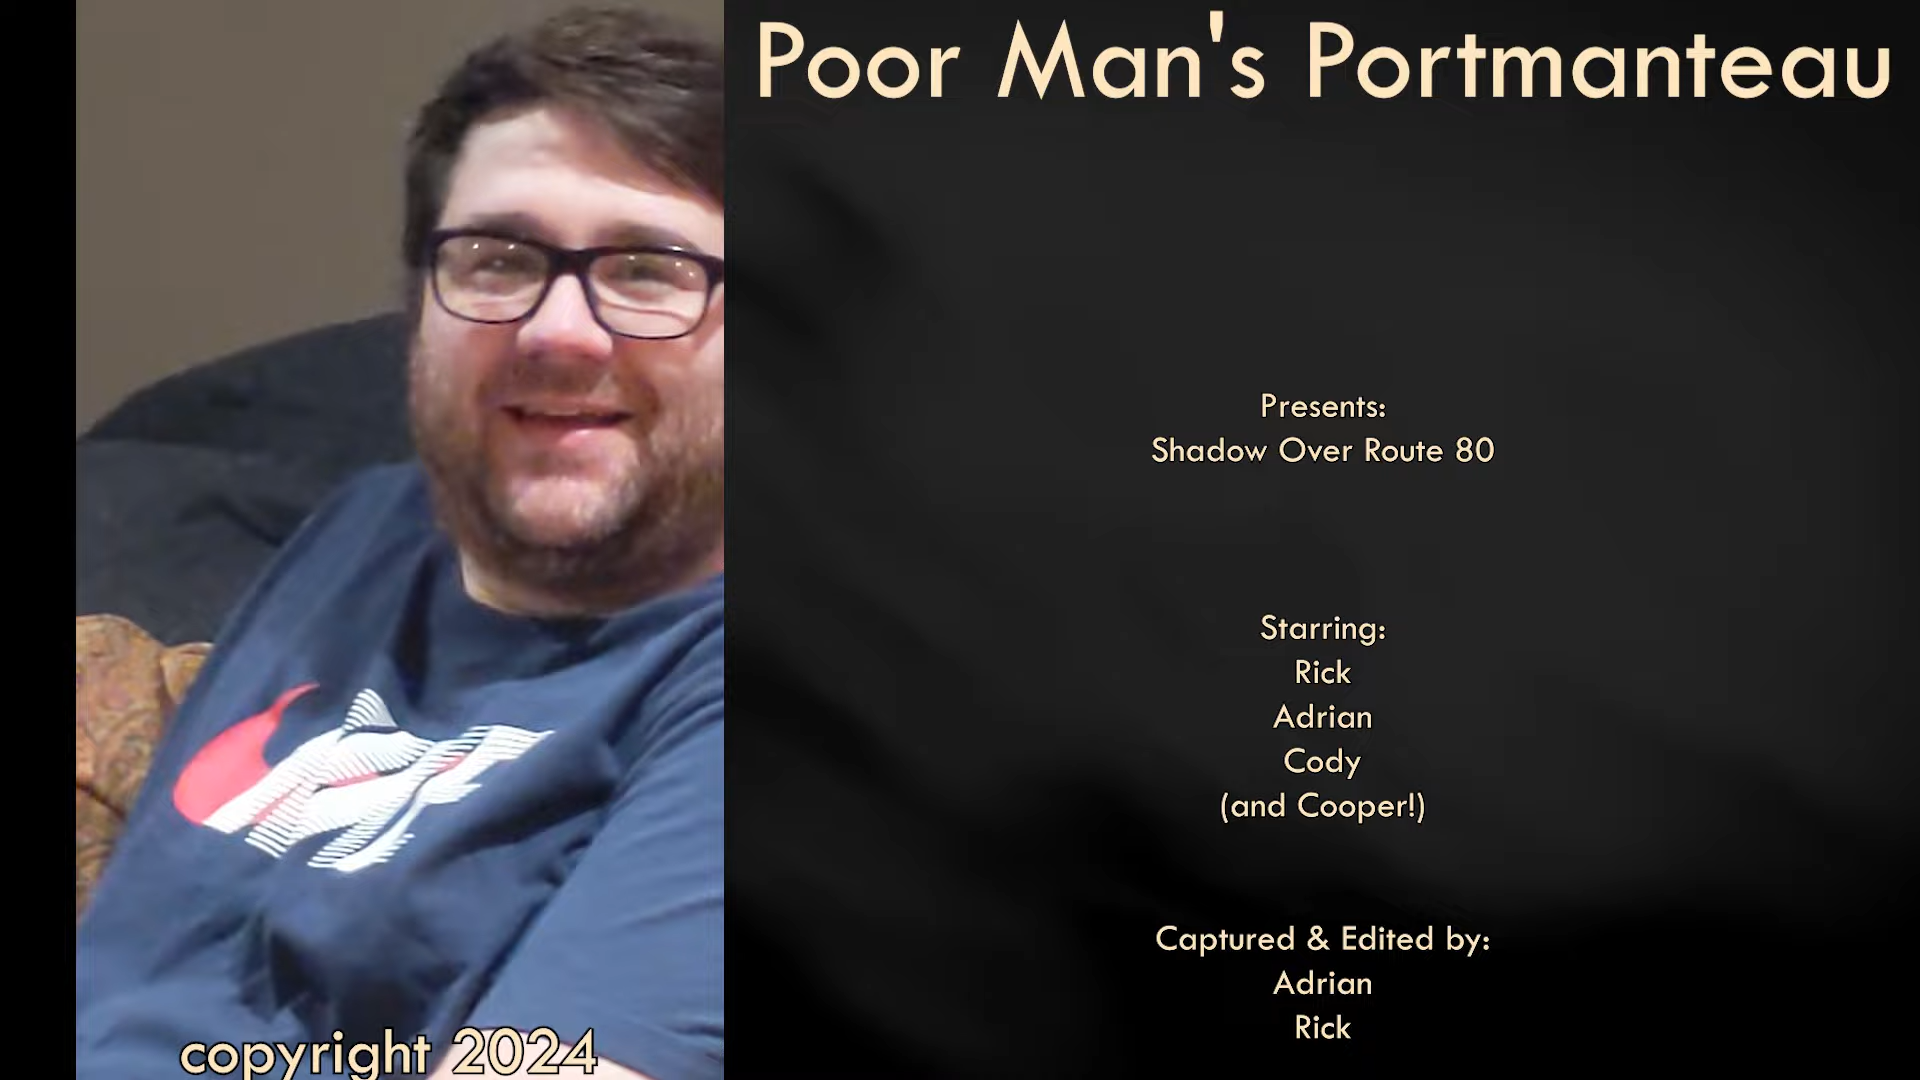 Poor Man's Portmanteau
Presents:
Shadow Over Route 80
Starring:
Rick
Adrian
Cody
(and Cooper!)
Captured & Edited by:
Adrian
Rick
copyright 2024